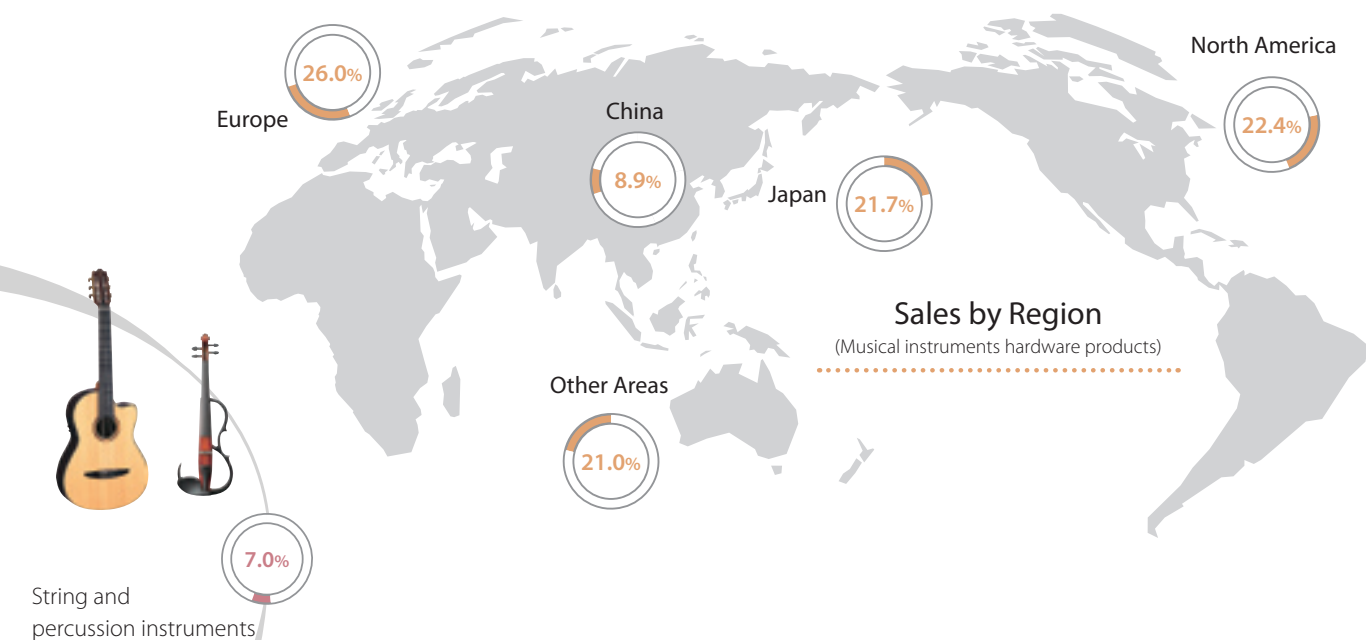 North America
22.4%
26.0%
Europe
China
8.9%
Japan
21.7%
Sales by Region
(Musical instruments hardware products)
Other Areas
21.0%
7.0%
String and
percussion instruments